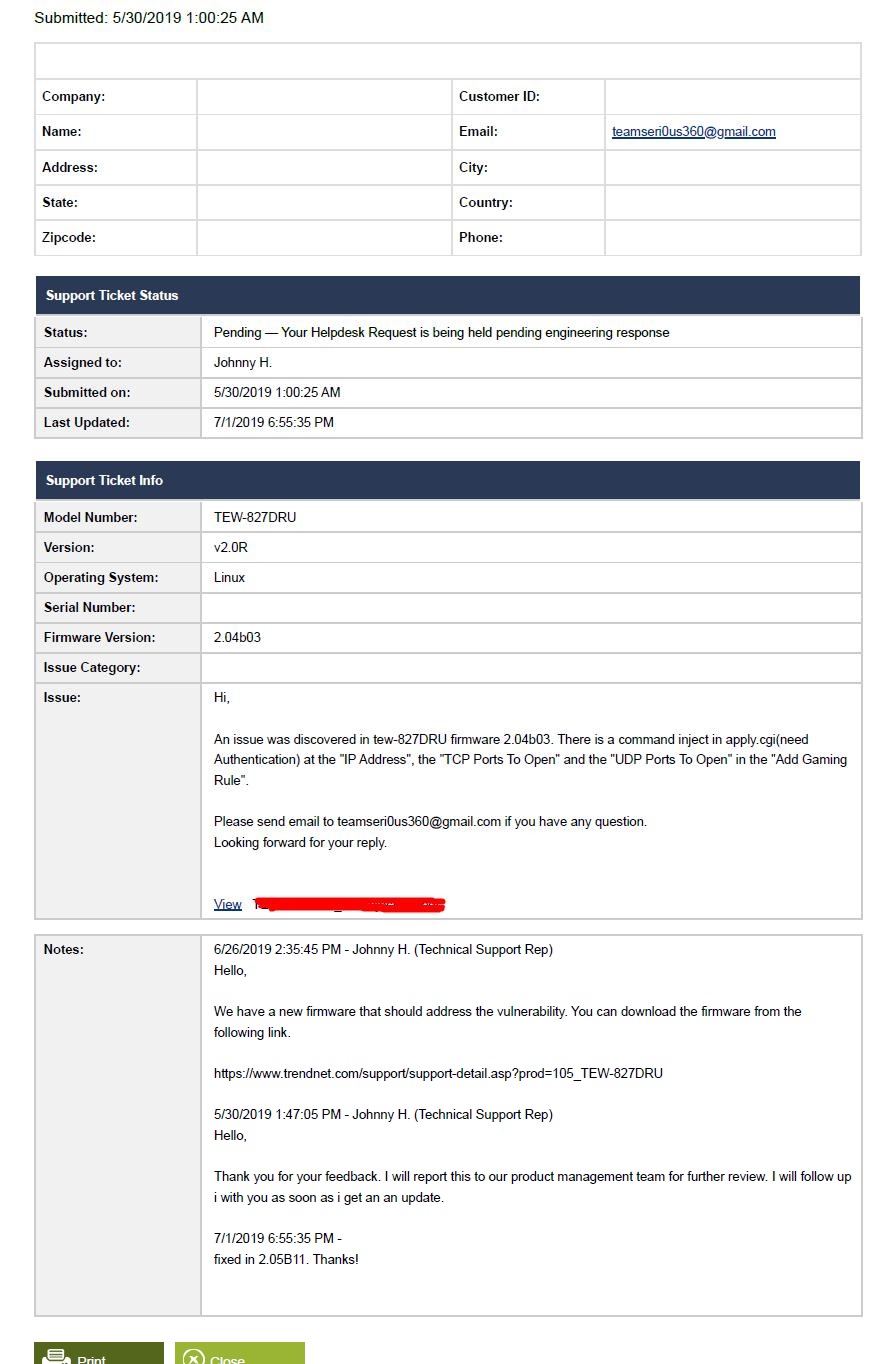 Submitted: 5/30/2019 1:00:25 AM
Company: Customer ID:
Name: Email: teamseri0us360@gmail.com
Address: City:
State: Country:
Zipcode: Phone:
Support Ticket Status
Status: Pending — Your Helpdesk Request is being held pending engineering response
Assigned to: Johnny H.
Submitted on: 5/30/2019 1:00:25 AM
Last Updated: 7/1/2019 6:55:35 PM
Support Ticket Info
Model Number: TEW-827DRU
Version: v2.0R
Operating System: Linux
Serial Number:
Firmware Version: 2.04b03
Issue Category:
Issue: Hi,
An issue was discovered in tew-827DRU firmware 2.04b03. There is a command inject in apply.cgi(need
Authentication) at the "IP Address", the "TCP Ports To Open" and the "UDP Ports To Open" in the "Add Gaming
Rule".
Please send email to teamseri0us360@gmail.com if you have any question.
Looking forward for your reply.
View
Notes: 6/26/2019 2:35:45 PM - Johnny H. (Technical Support Rep)
Hello,
We have a new firmware that should address the vulnerability. You can download the firmware from the
following link.
https://www.trendnet.com/support/support-detail.asp?prod=105_TEW-827DRU
5/30/2019 1:47:05 PM - Johnny H. (Technical Support Rep)
Hello,
Thank you for your feedback. I will report this to our product management team for further review. I will follow up
i with you as soon as i get an an update.
7/1/2019 6:55:35 PM -
fixed in 2.05B11. Thanks!
Print Close